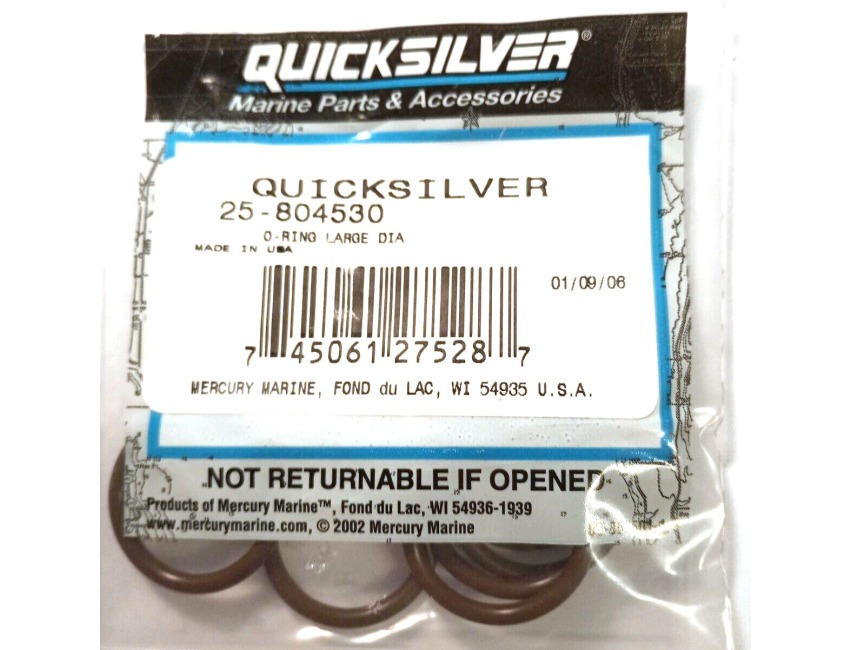 QUICKSILVER®
Marine Parts & Accessories
QUICKSILVER
25-804530
O-RING LARGE DIA
MADE IN USA
01/09/06
7 45061 27528 7
MERCURY MARINE, FOND du LAC, WI 54935 U.S.A.
NOT RETURNABLE IF OPENED
Products of Mercury Marine™, Fond du Lac, WI 54936-1939
www.mercurymarine.com, © 2002 Mercury Marine